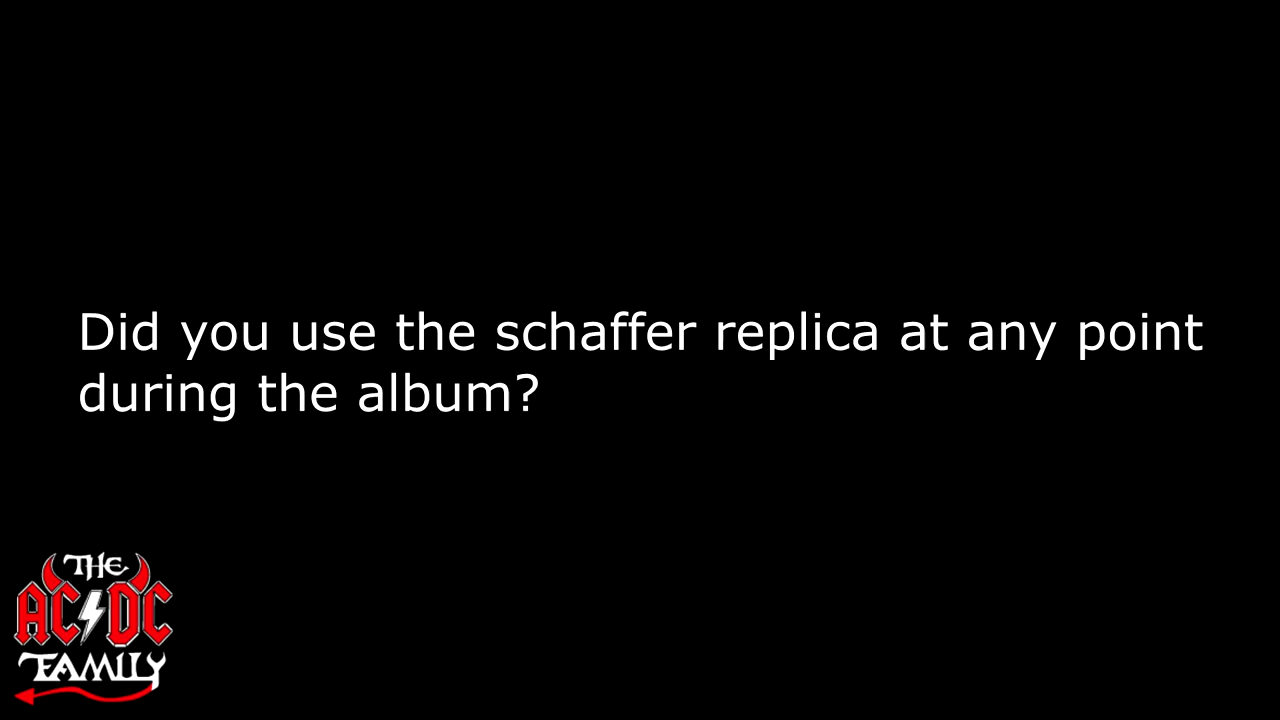 Did you use the schaffer replica at any point
during the album?
THE
AC DC
FAMILY